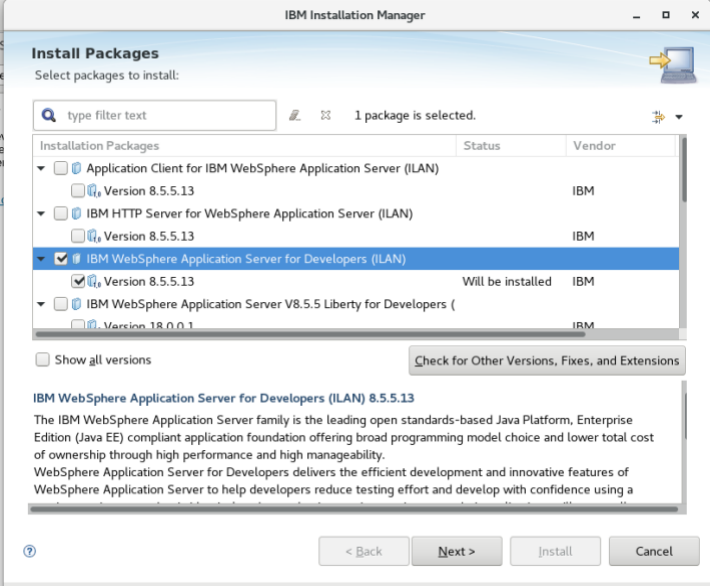 IBM Installation Manager
Install Packages
Select packages to install:
type filter text
1 package is selected.
Installation Packages Status Vendor
Application Client for IBM WebSphere Application Server (ILAN)
Version 8.5.5.13 IBM
IBM HTTP Server for WebSphere Application Server (ILAN)
Version 8.5.5.13 IBM
IBM WebSphere Application Server for Developers (ILAN)
Version 8.5.5.13 Will be installed IBM
IBM WebSphere Application Server V8.5.5 Liberty for Developers (
Version 18.0.0.1 IBM
Show all versions
Check for Other Versions, Fixes, and Extensions
IBM WebSphere Application Server for Developers (ILAN) 8.5.5.13
The IBM WebSphere Application Server family is the leading open standards-based Java Platform, Enterprise
Edition (Java EE) compliant application foundation offering broad programming model choice and lower total cost
of ownership through high performance and high manageability.
WebSphere Application Server for Developers delivers the efficient development and innovative features of
WebSphere Application Server to help developers reduce testing effort and develop with confidence using a
? < Back Next > Install Cancel